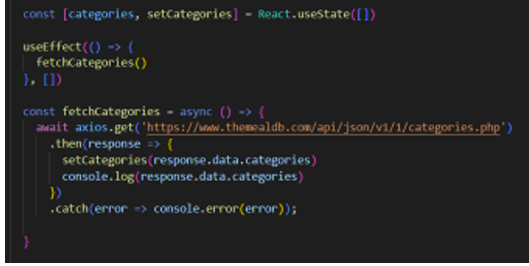 const [categories, setCategories] = React.useState([])
useEffect(() => {
fetchCategories()
}, [])
const fetchCategories = async () => {
await axios.get('https://www.themealdb.com/api/json/v1/1/categories.php')
.then(response => {
setCategories(response.data.categories)
console.log(response.data.categories)
})
.catch(error => console.error(error));
}